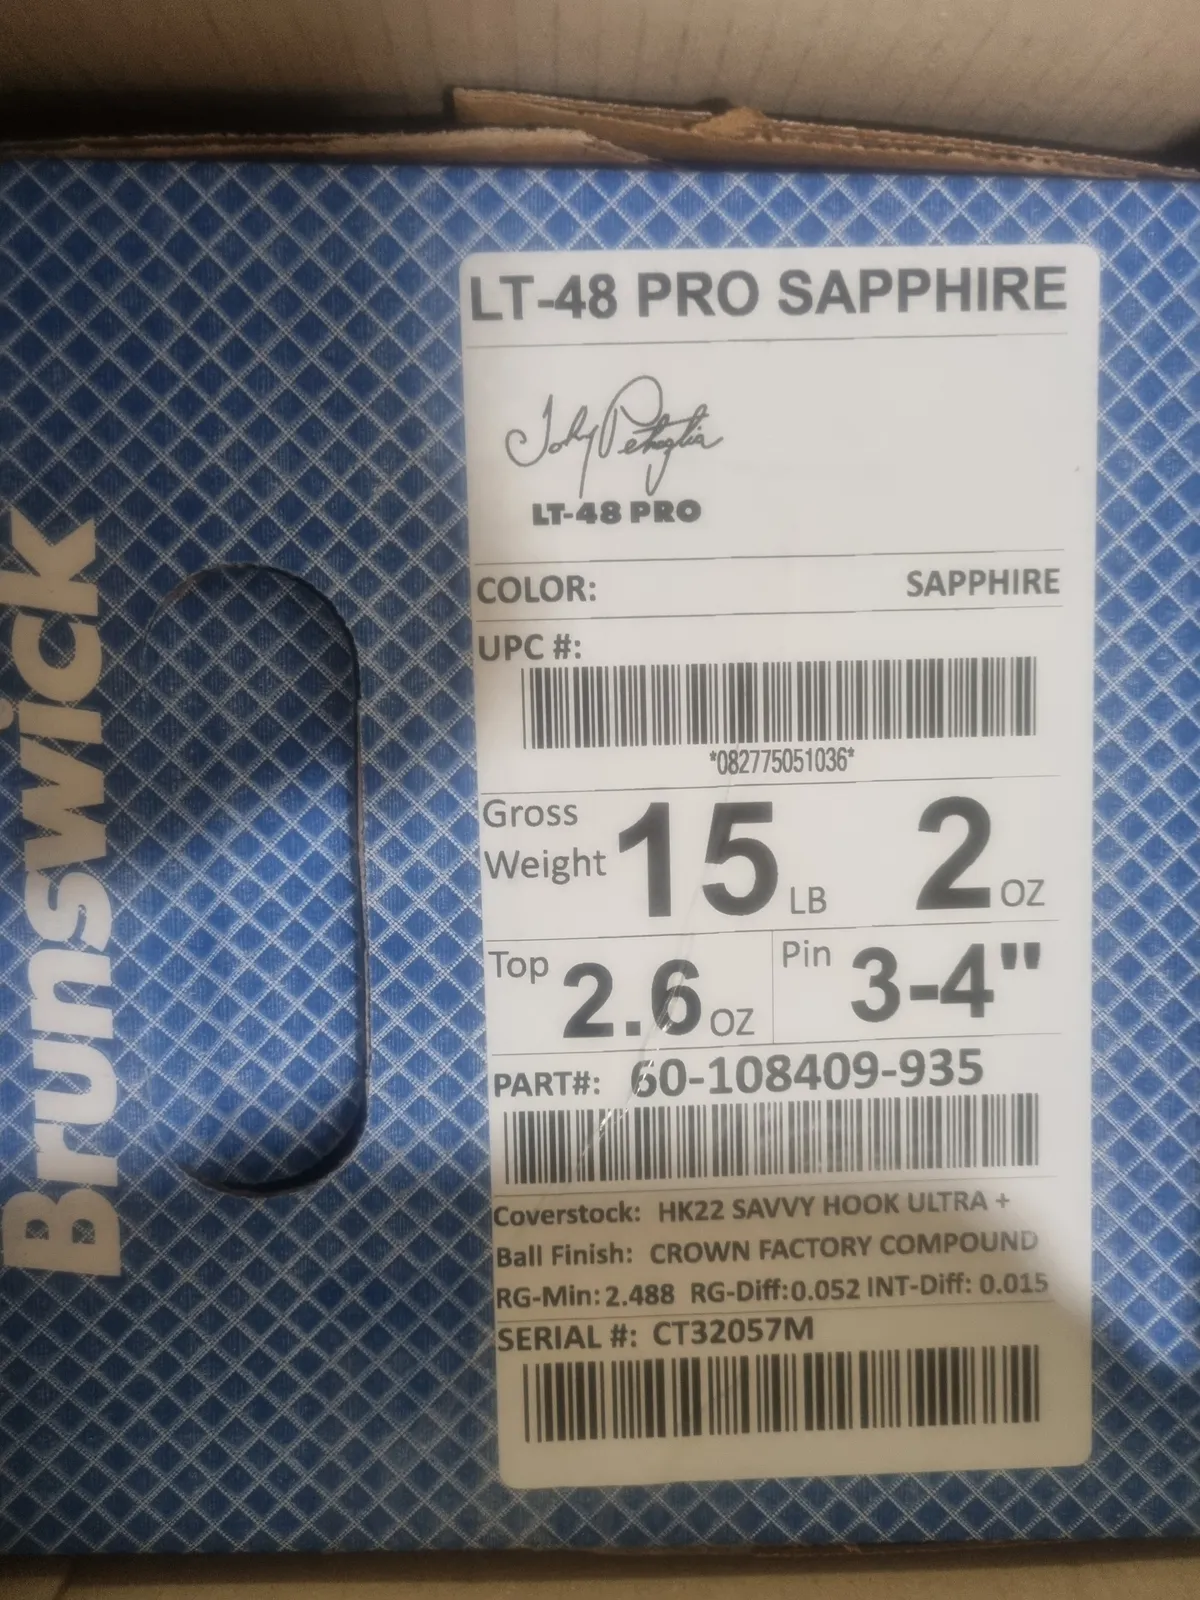 Brunswick
LT-48 PRO SAPPHIRE
LT-48 PRO
COLOR: SAPPHIRE
UPC #:
*082775051036*
Gross Weight 15 LB 2 OZ
Top 2.6 OZ Pin 3-4"
PART#: 60-108409-935
Coverstock: HK22 SAVVY HOOK ULTRA +
Ball Finish: CROWN FACTORY COMPOUND
RG-Min: 2.488 RG-Diff:0.052 INT-Diff: 0.015
SERIAL #: CT32057M